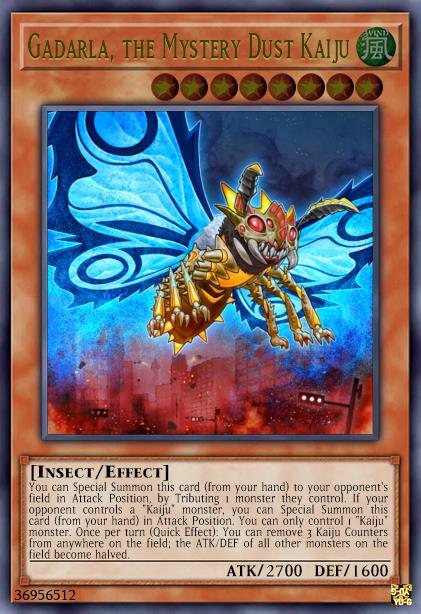 Gadarla, the Mystery Dust Kaiju
WIND
風
[Insect/Effect]
You can Special Summon this card (from your hand) to your opponent's
field in Attack Position, by Tributing 1 monster they control. If your
opponent controls a "Kaiju" monster, you can Special Summon this
card (from your hand) in Attack Position. You can only control 1 "Kaiju"
monster. Once per turn (Quick Effect): You can remove 3 Kaiju Counters
from anywhere on the field; the ATK/DEF of all other monsters on the
field become halved.
ATK/2700 DEF/1600
36956512